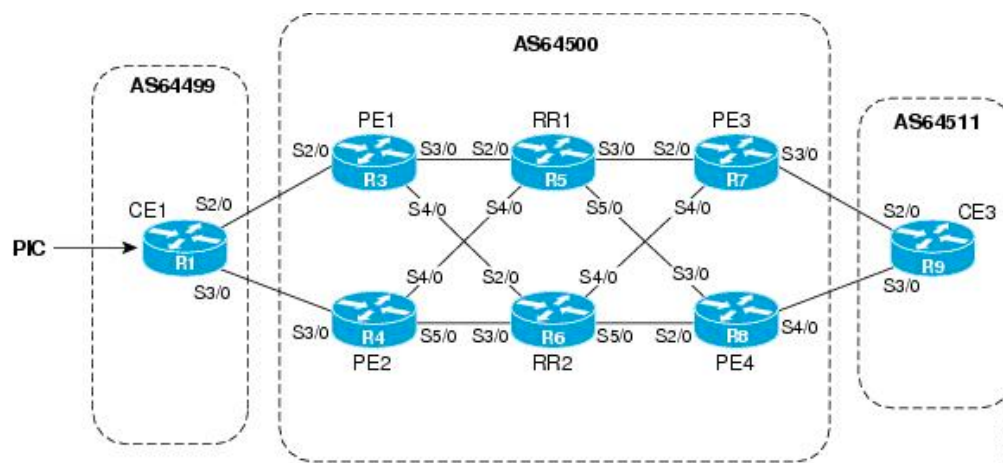 AS64500
AS64499
AS64511
PE1
RR1
PE3
S2/0
S3/0
S2/0
S3/0
S2/0
S3/0
R3
R5
R7
CE1
S2/0
S4/0
S4/0
S5/0
S4/0
S2/0
CE3
PIC
R1
R9
S3/0
S4/0
S2/0
S4/0
S3/0
S3/0
S3/0
R4
S5/0
S3/0
R6
S5/0
S2/0
R8
S4/0
PE2
RR2
PE4